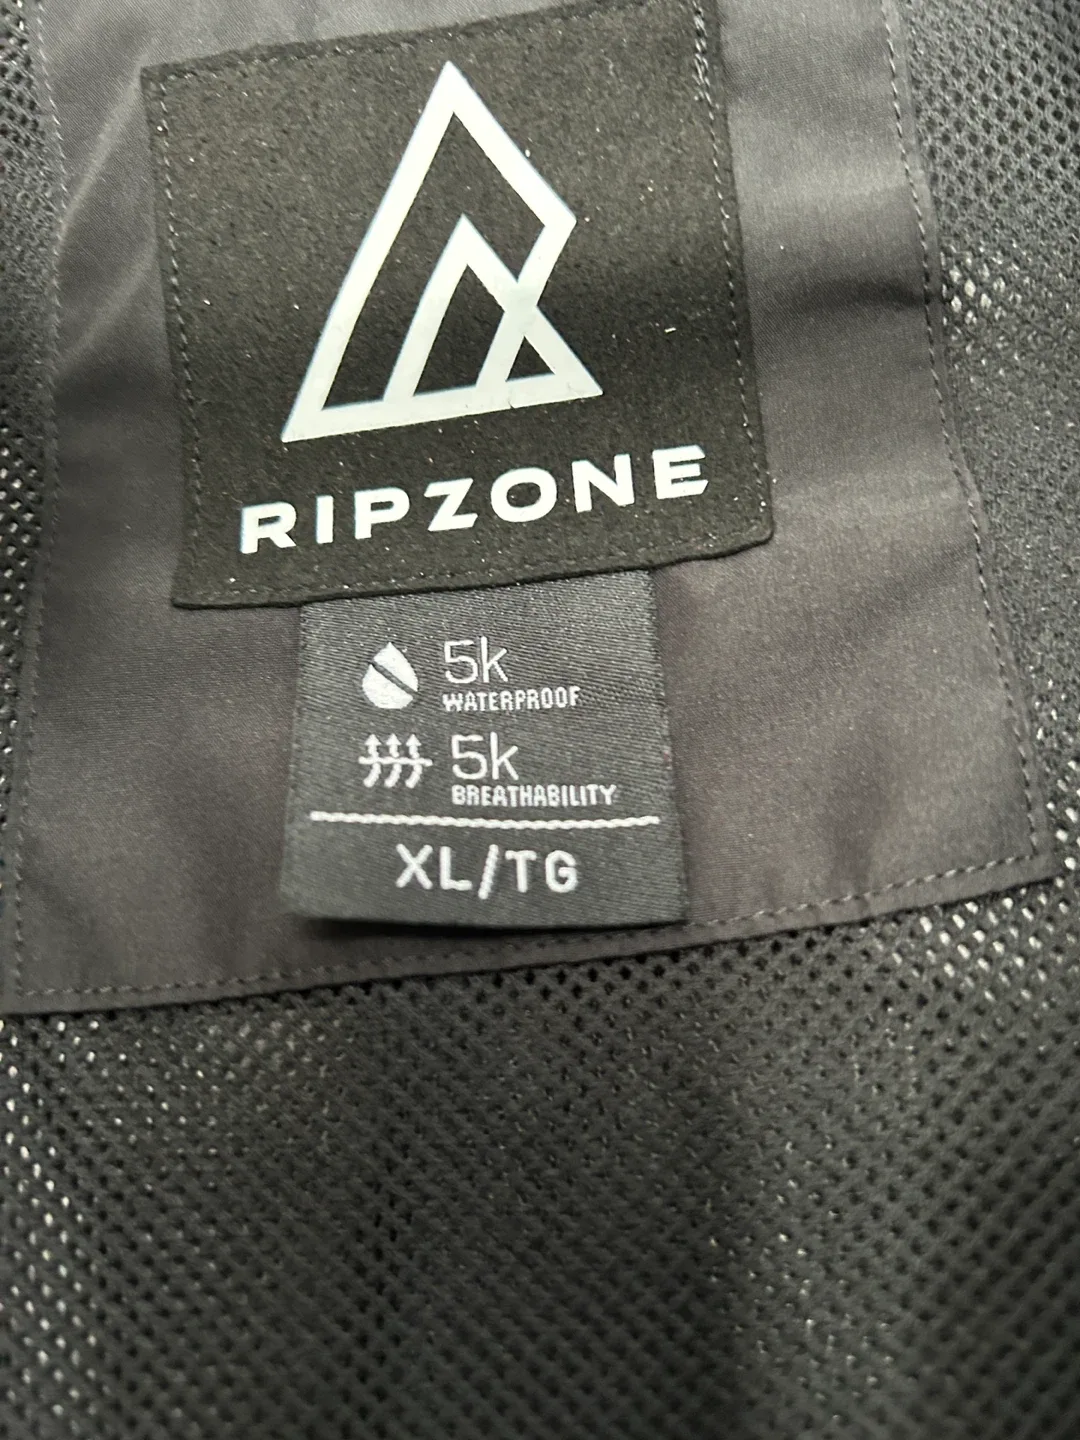 RIPZONE
5k
WATERPROOF
5k
BREATHABILITY
XL/TG